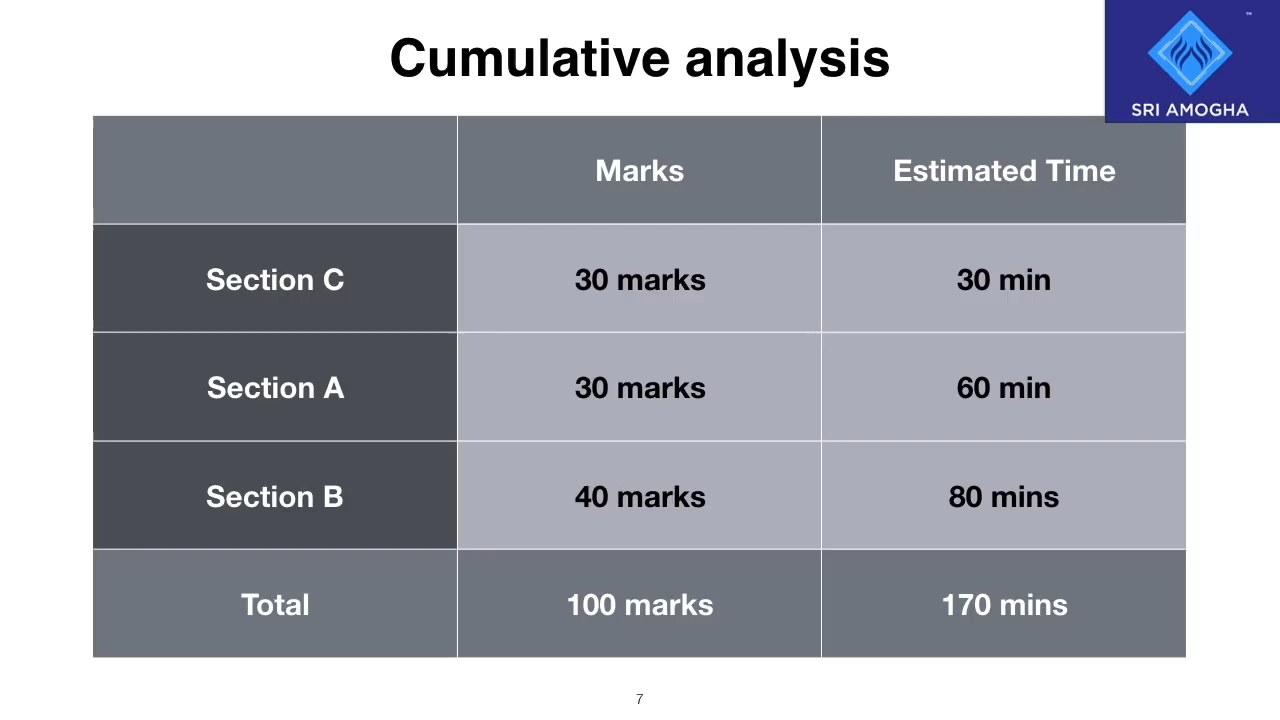 Cumulative analysis
™
SRI AMOGHA
Marks Estimated Time
Section C 30 marks 30 min
Section A 30 marks 60 min
Section B 40 marks 80 mins
Total 100 marks 170 mins
7